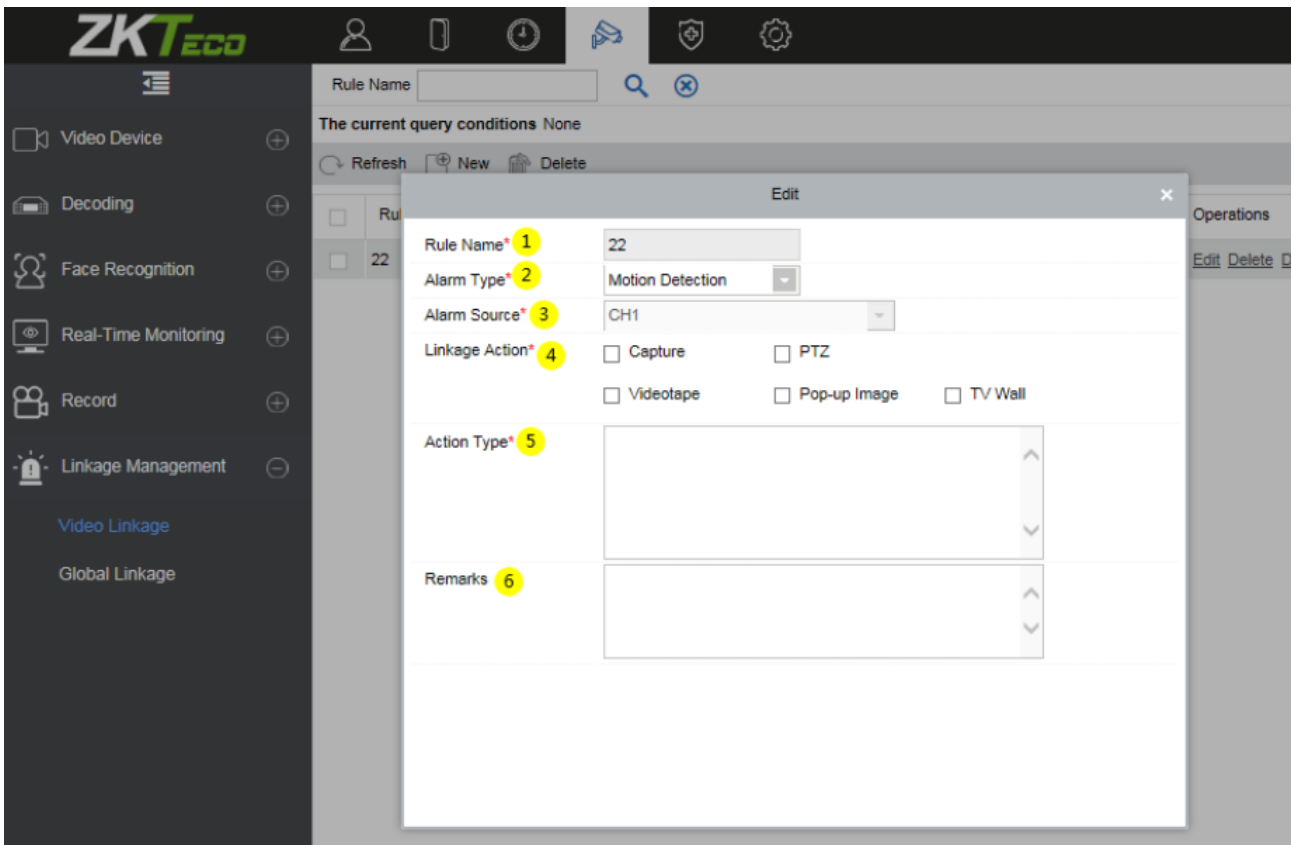 ZKTECO
Rule Name
The current query conditions None
Refresh New Delete
Video Device
Decoding
Face Recognition
Real-Time Monitoring
Record
Linkage Management
Video Linkage
Global Linkage
Ru
Operations
22
Edit Delete D
Edit
Rule Name* 1 22
Alarm Type* 2 Motion Detection
Alarm Source* 3 CH1
Linkage Action* 4 Capture PTZ
Videotape Pop-up Image TV Wall
Action Type* 5
Remarks 6